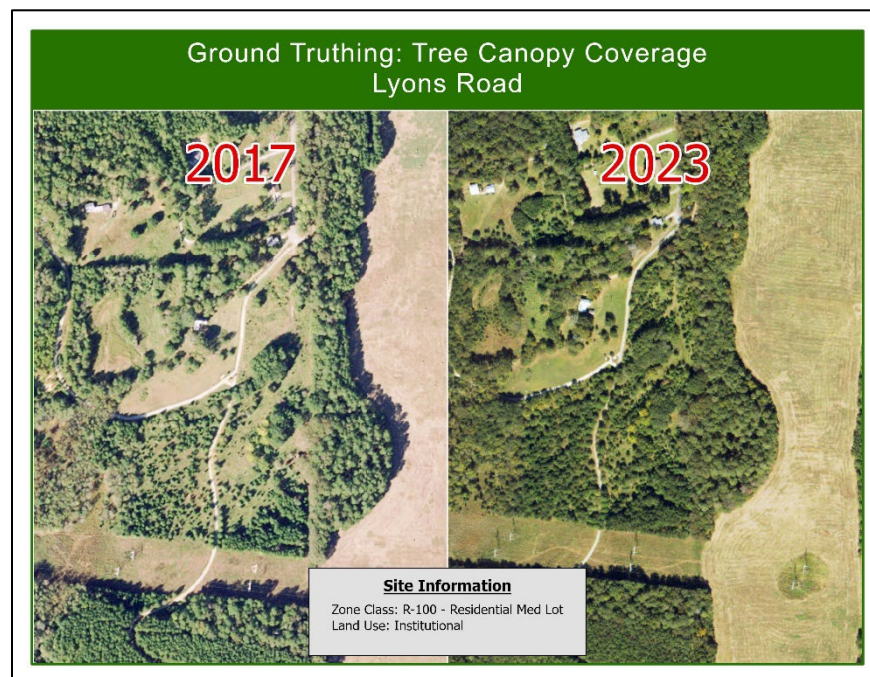 Ground Truthing: Tree Canopy Coverage
Lyons Road
2017
2023
Site Information
Zone Class: R-100 - Residential Med Lot
Land Use: Institutional